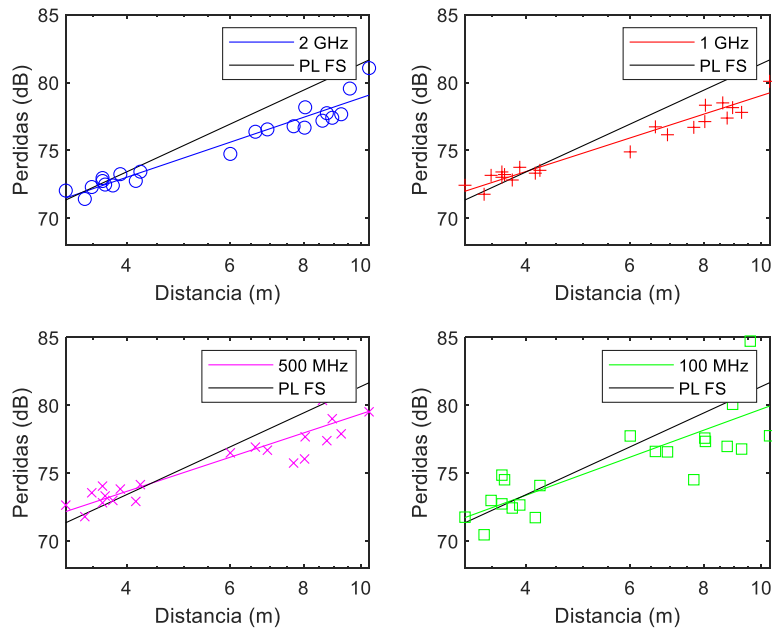 85
80
75
70
Perdidas (dB)
2 GHz
PL FS
4 6 8 10
Distancia (m)
85
80
75
70
Perdidas (dB)
1 GHz
PL FS
4 6 8 10
Distancia (m)
85
80
75
70
Perdidas (dB)
500 MHz
PL FS
4 6 8 10
Distancia (m)
85
80
75
70
Perdidas (dB)
100 MHz
PL FS
4 6 8 10
Distancia (m)